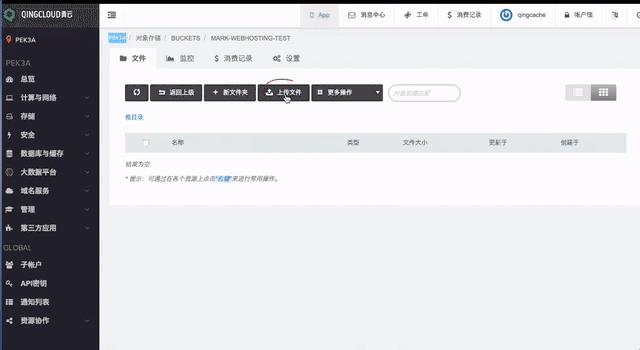 QINGCLOUD青云
App
消息中心
工单
消费记录
qingcache
账户锁
PEK3A
PEK3A / 对象存储 / BUCKETS / MARK-WEBHOSTING-TEST
文件
监控
消费记录
设置
PEK3A
总览
计算与网络
存储
安全
数据库与缓存
大数据平台
域名服务
管理
第三方应用
GLOBAL
子帐户
API密钥
通知列表
资源协作
返回上级
新文件夹
上传文件
更多操作
对象前缀匹配
根目录
名称
类型
文件大小
更新于
创建于
结果为空
* 提示：可通过在各个资源上点击"右键"来进行常用操作。